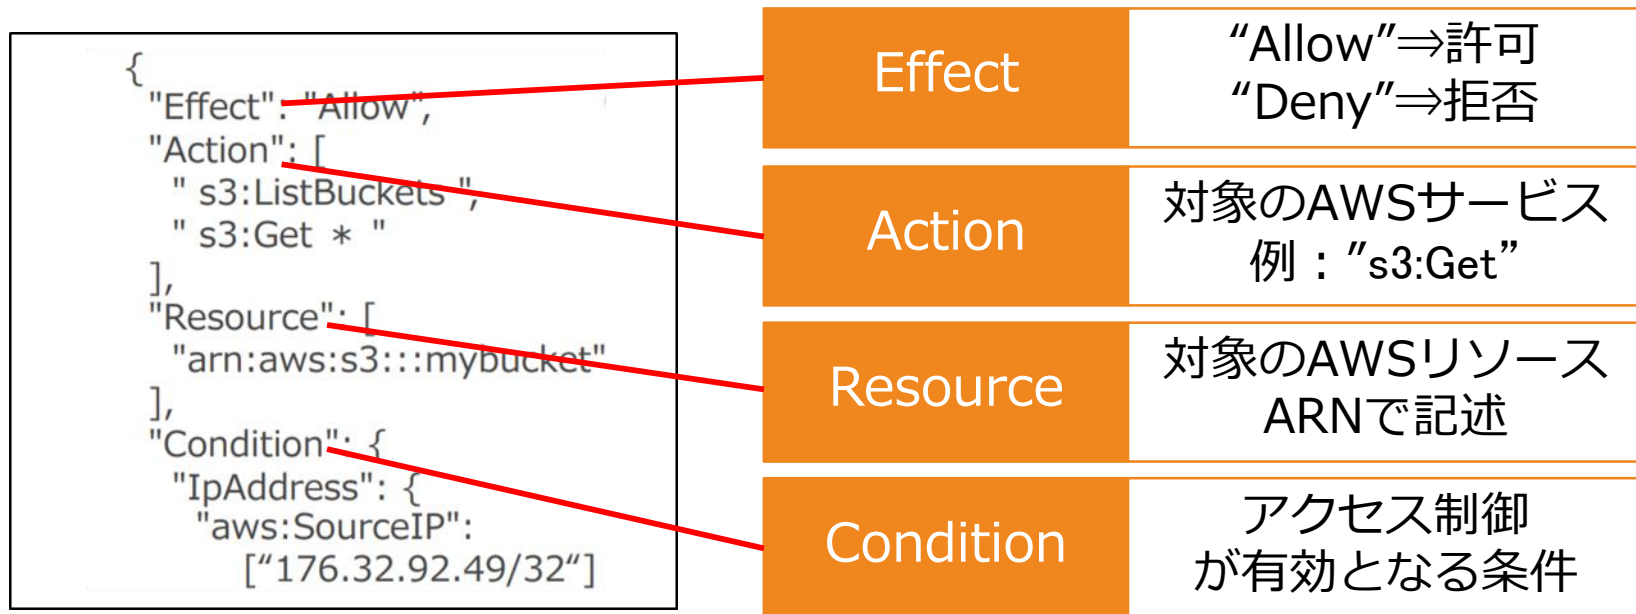 {
"Effect": "Allow",
"Action": [
" s3:ListBuckets ",
" s3:Get * "
],
"Resource": [
"arn:aws:s3:::mybucket"
],
"Condition": {
"IpAddress": {
"aws:SourceIP":
[“176.32.92.49/32“]
Effect
“Allow”⇒許可
“Deny”⇒拒否
Action
対象のAWSサービス
例：”s3:Get”
Resource
対象のAWSリソース
ARNで記述
Condition
アクセス制御
が有効となる条件